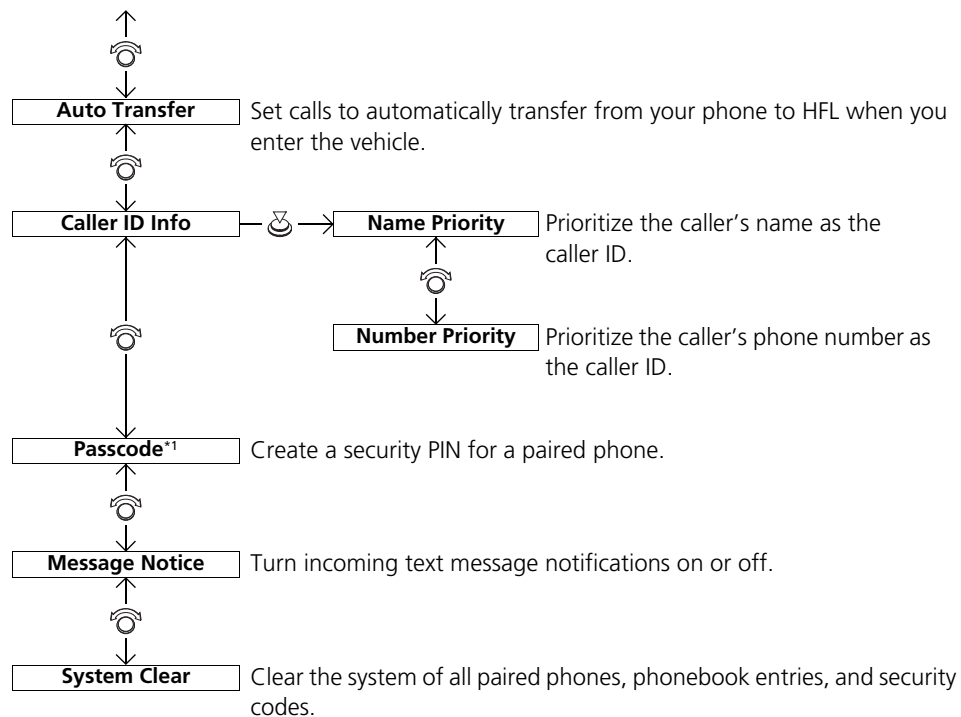 Auto Transfer
Set calls to automatically transfer from your phone to HFL when you
enter the vehicle.
Caller ID Info
Name Priority
Prioritize the caller's name as the
caller ID.
Number Priority
Prioritize the caller's phone number as
the caller ID.
Passcode*1
Create a security PIN for a paired phone.
Message Notice
Turn incoming text message notifications on or off.
System Clear
Clear the system of all paired phones, phonebook entries, and security
codes.